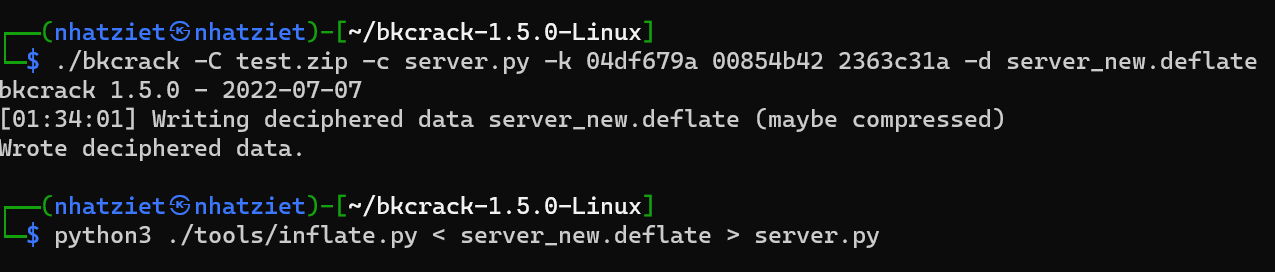 ┌──(nhatziet㉿nhatziet)-[~/bkcrack-1.5.0-Linux]
└─$ ./bkcrack -C test.zip -c server.py -k 04df679a 00854b42 2363c31a -d server_new.deflate
bkcrack 1.5.0 - 2022-07-07
[01:34:01] Writing deciphered data server_new.deflate (maybe compressed)
Wrote deciphered data.
┌──(nhatziet㉿nhatziet)-[~/bkcrack-1.5.0-Linux]
└─$ python3 ./tools/inflate.py < server_new.deflate > server.py